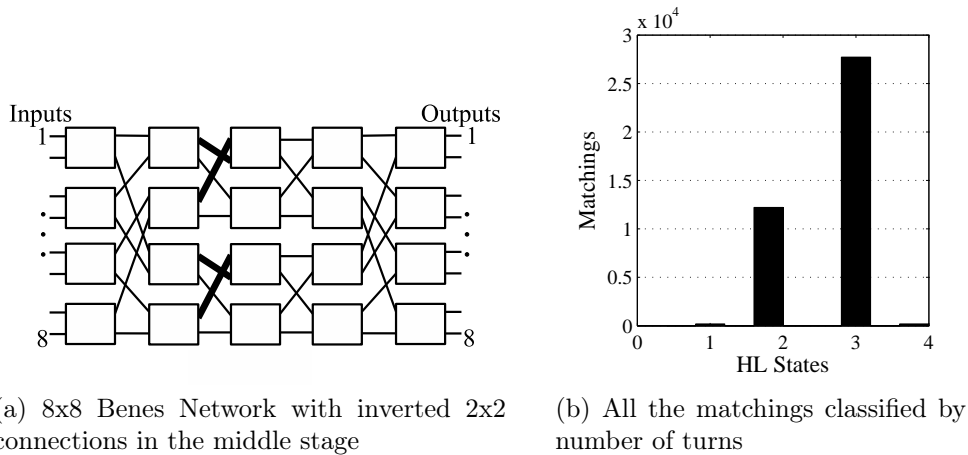 Inputs
Outputs
1
1
8
8
x 10^4
3
2.5
2
1.5
1
0.5
0
0
1
2
3
4
Matchings
HL States
(a) 8x8 Benes Network with inverted 2x2
connections in the middle stage
(b) All the matchings classified by
number of turns